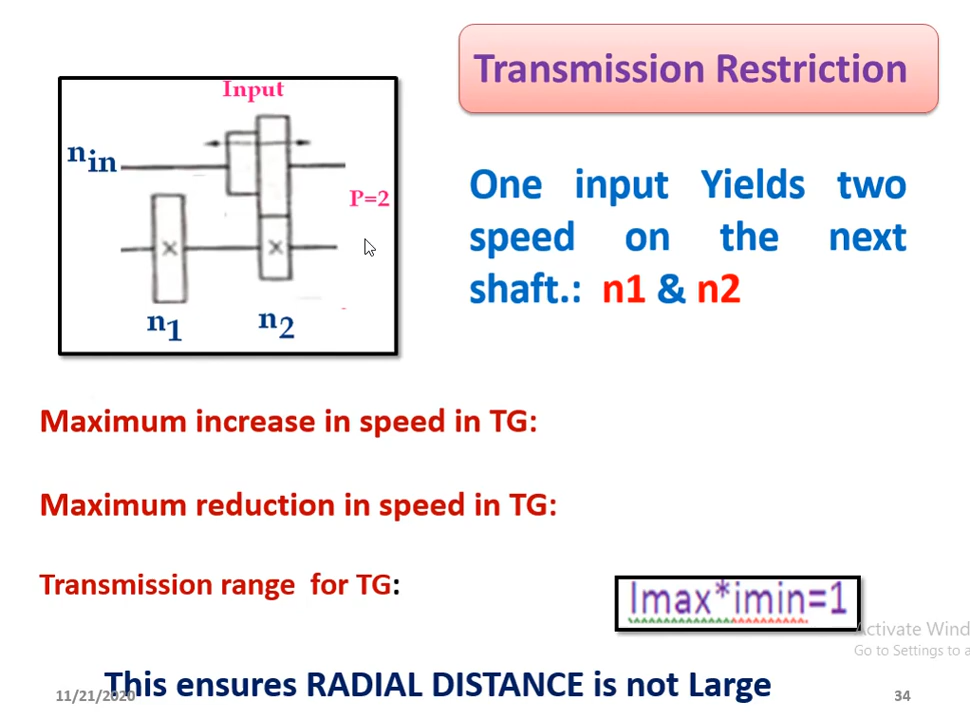 Transmission Restriction
Input
nin
P=2
n1
n2
One input Yields two
speed on the next
shaft.: n1 & n2
Maximum increase in speed in TG:
Maximum reduction in speed in TG:
Transmission range for TG:
Imax*imin=1
Activate Wind
Go to Settings to a
This ensures RADIAL DISTANCE is not Large
11/21/2020
34